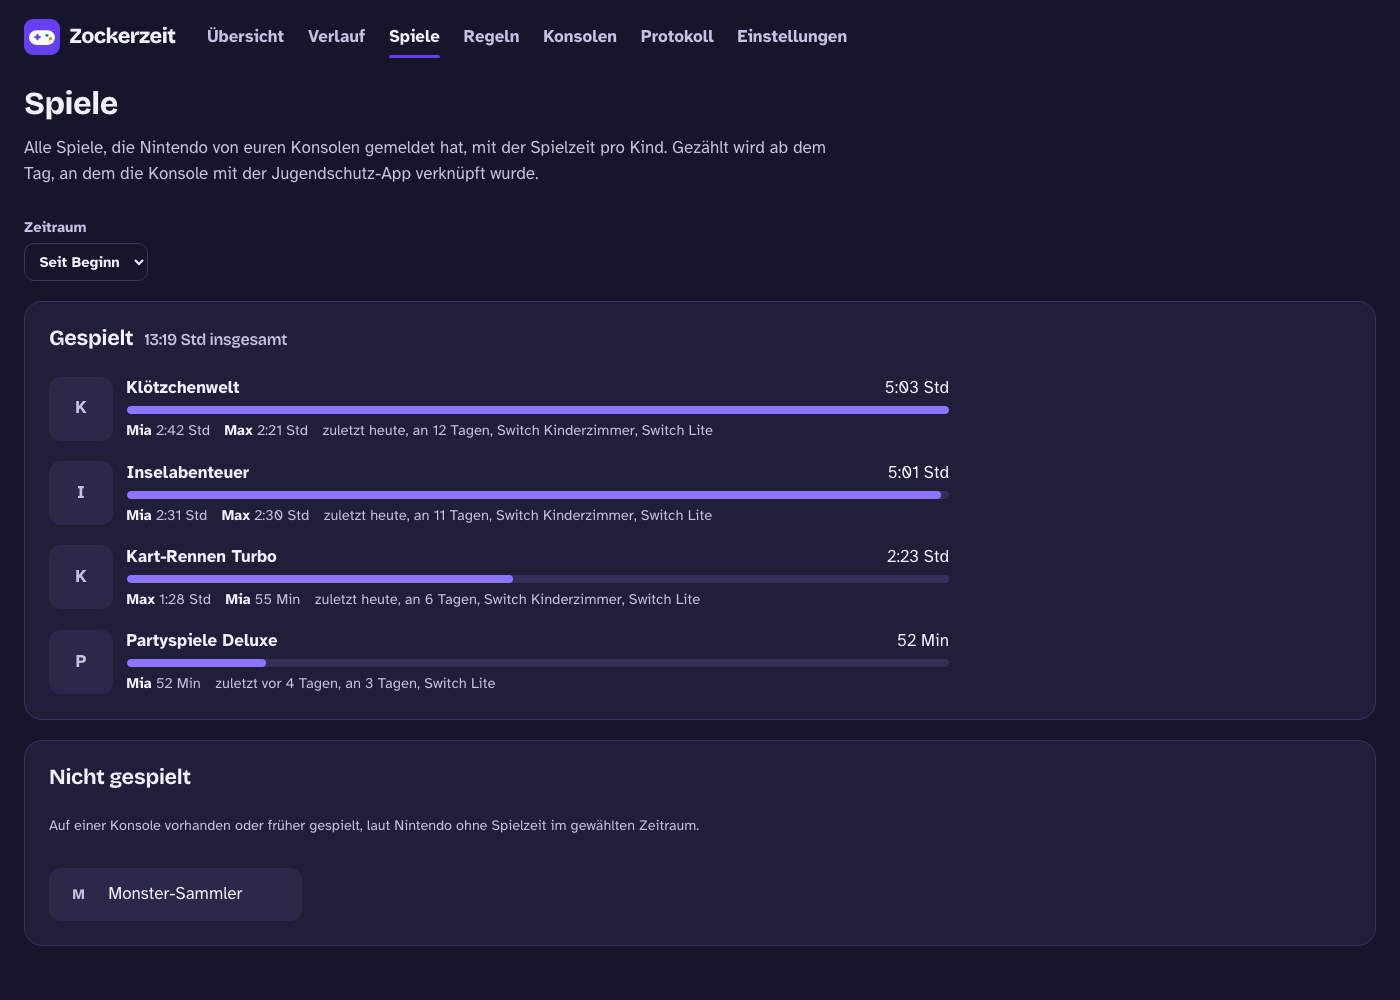 Zockerzeit Übersicht Verlauf Spiele Regeln Konsolen Protokoll Einstellungen
Spiele
Alle Spiele, die Nintendo von euren Konsolen gemeldet hat, mit der Spielzeit pro Kind. Gezählt wird ab dem
Tag, an dem die Konsole mit der Jugendschutz-App verknüpft wurde.
Zeitraum
Seit Beginn
Gespielt 13:19 Std insgesamt
K Klötzchenwelt 5:03 Std
Mia 2:42 Std Max 2:21 Std zuletzt heute, an 12 Tagen, Switch Kinderzimmer, Switch Lite
I Inselabenteuer 5:01 Std
Mia 2:31 Std Max 2:30 Std zuletzt heute, an 11 Tagen, Switch Kinderzimmer, Switch Lite
K Kart-Rennen Turbo 2:23 Std
Max 1:28 Std Mia 55 Min zuletzt heute, an 6 Tagen, Switch Kinderzimmer, Switch Lite
P Partyspiele Deluxe 52 Min
Mia 52 Min zuletzt vor 4 Tagen, an 3 Tagen, Switch Lite
Nicht gespielt
Auf einer Konsole vorhanden oder früher gespielt, laut Nintendo ohne Spielzeit im gewählten Zeitraum.
M Monster-Sammler